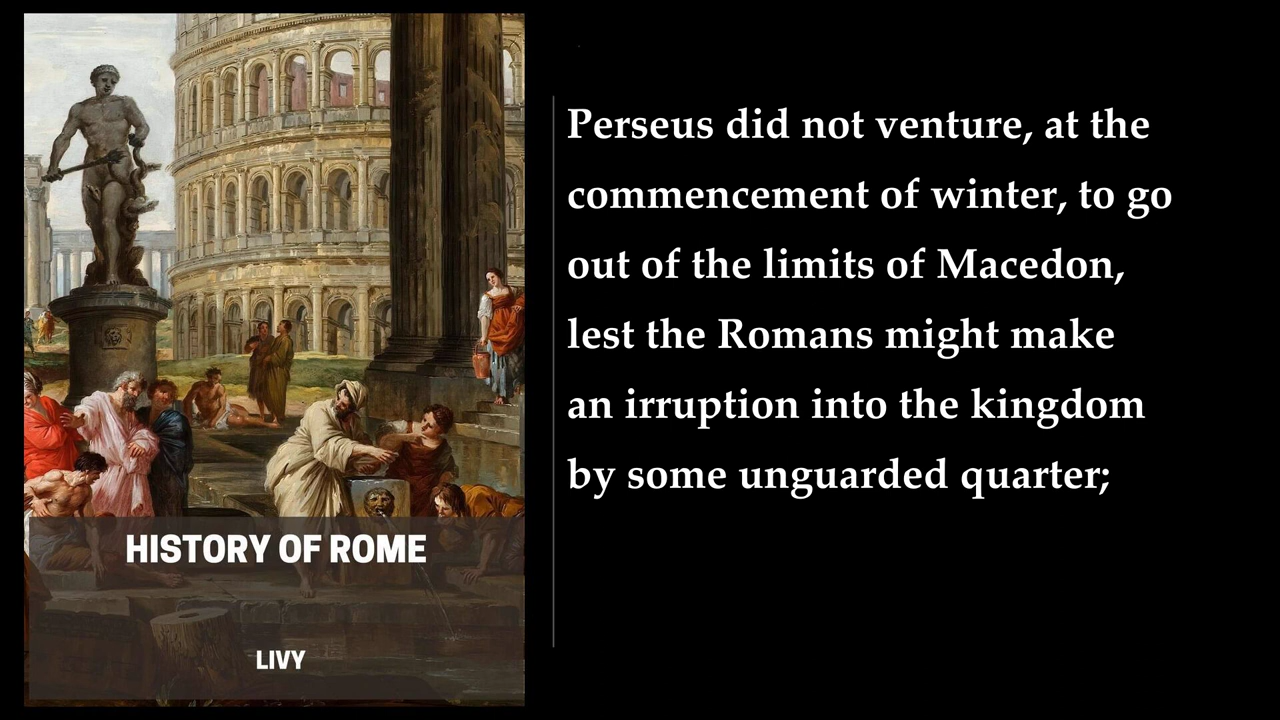 HISTORY OF ROME
LIVY
Perseus did not venture, at the
commencement of winter, to go
out of the limits of Macedon,
lest the Romans might make
an irruption into the kingdom
by some unguarded quarter;